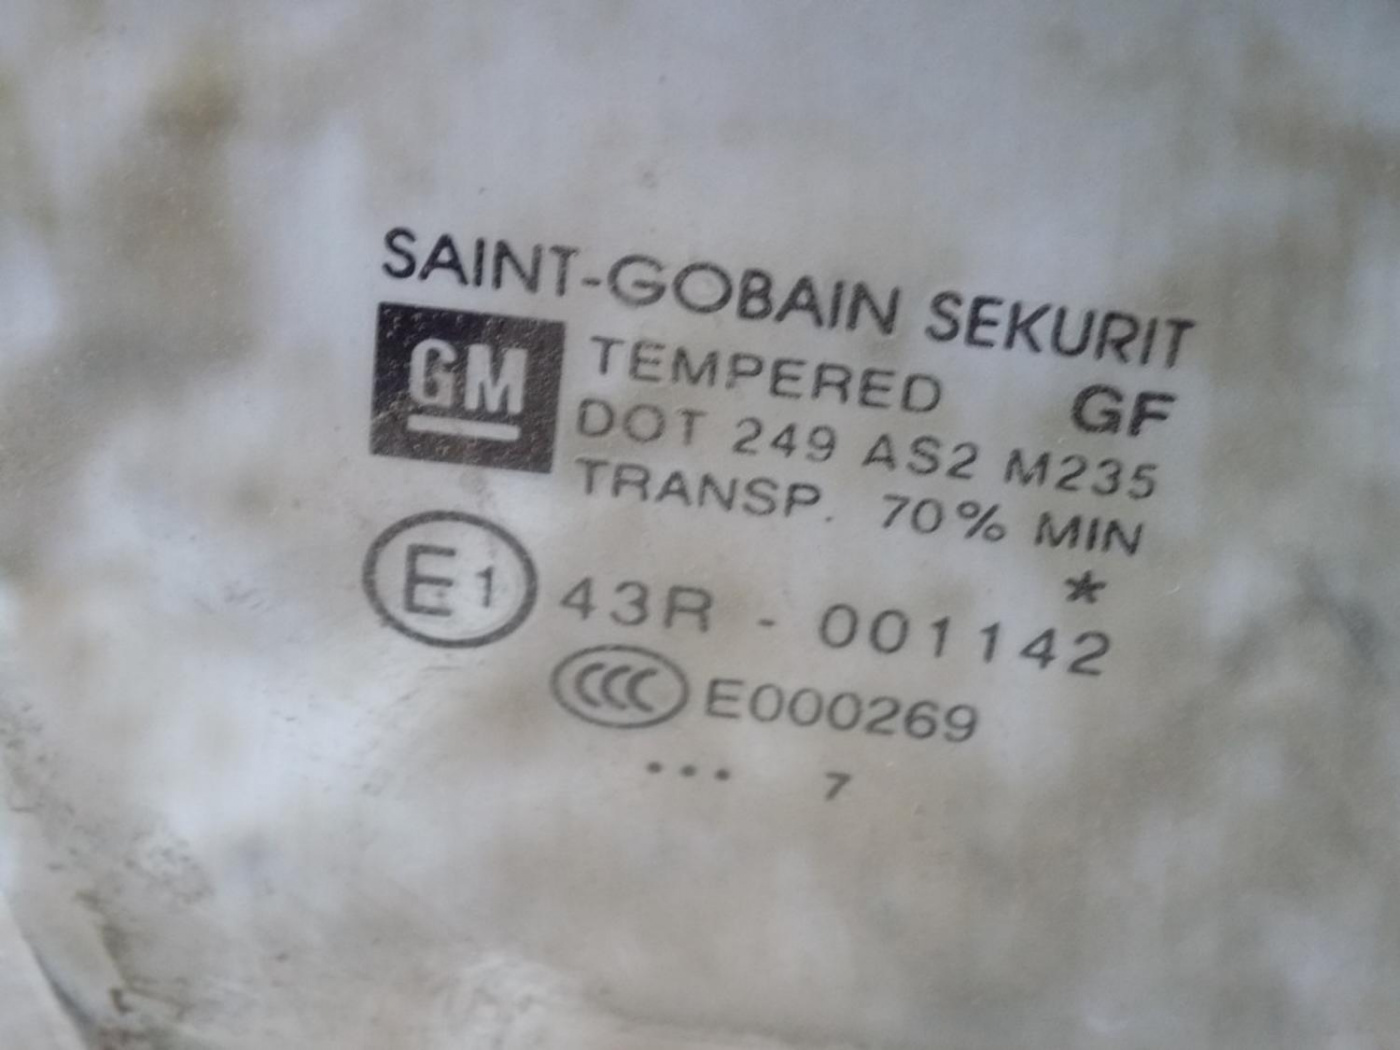 SAINT-GOBAIN SEKURIT
GM
TEMPERED GF
DOT 249 AS2 M235
TRANSP. 70% MIN
*
E1 43R - 001142
CCC E000269
... 7